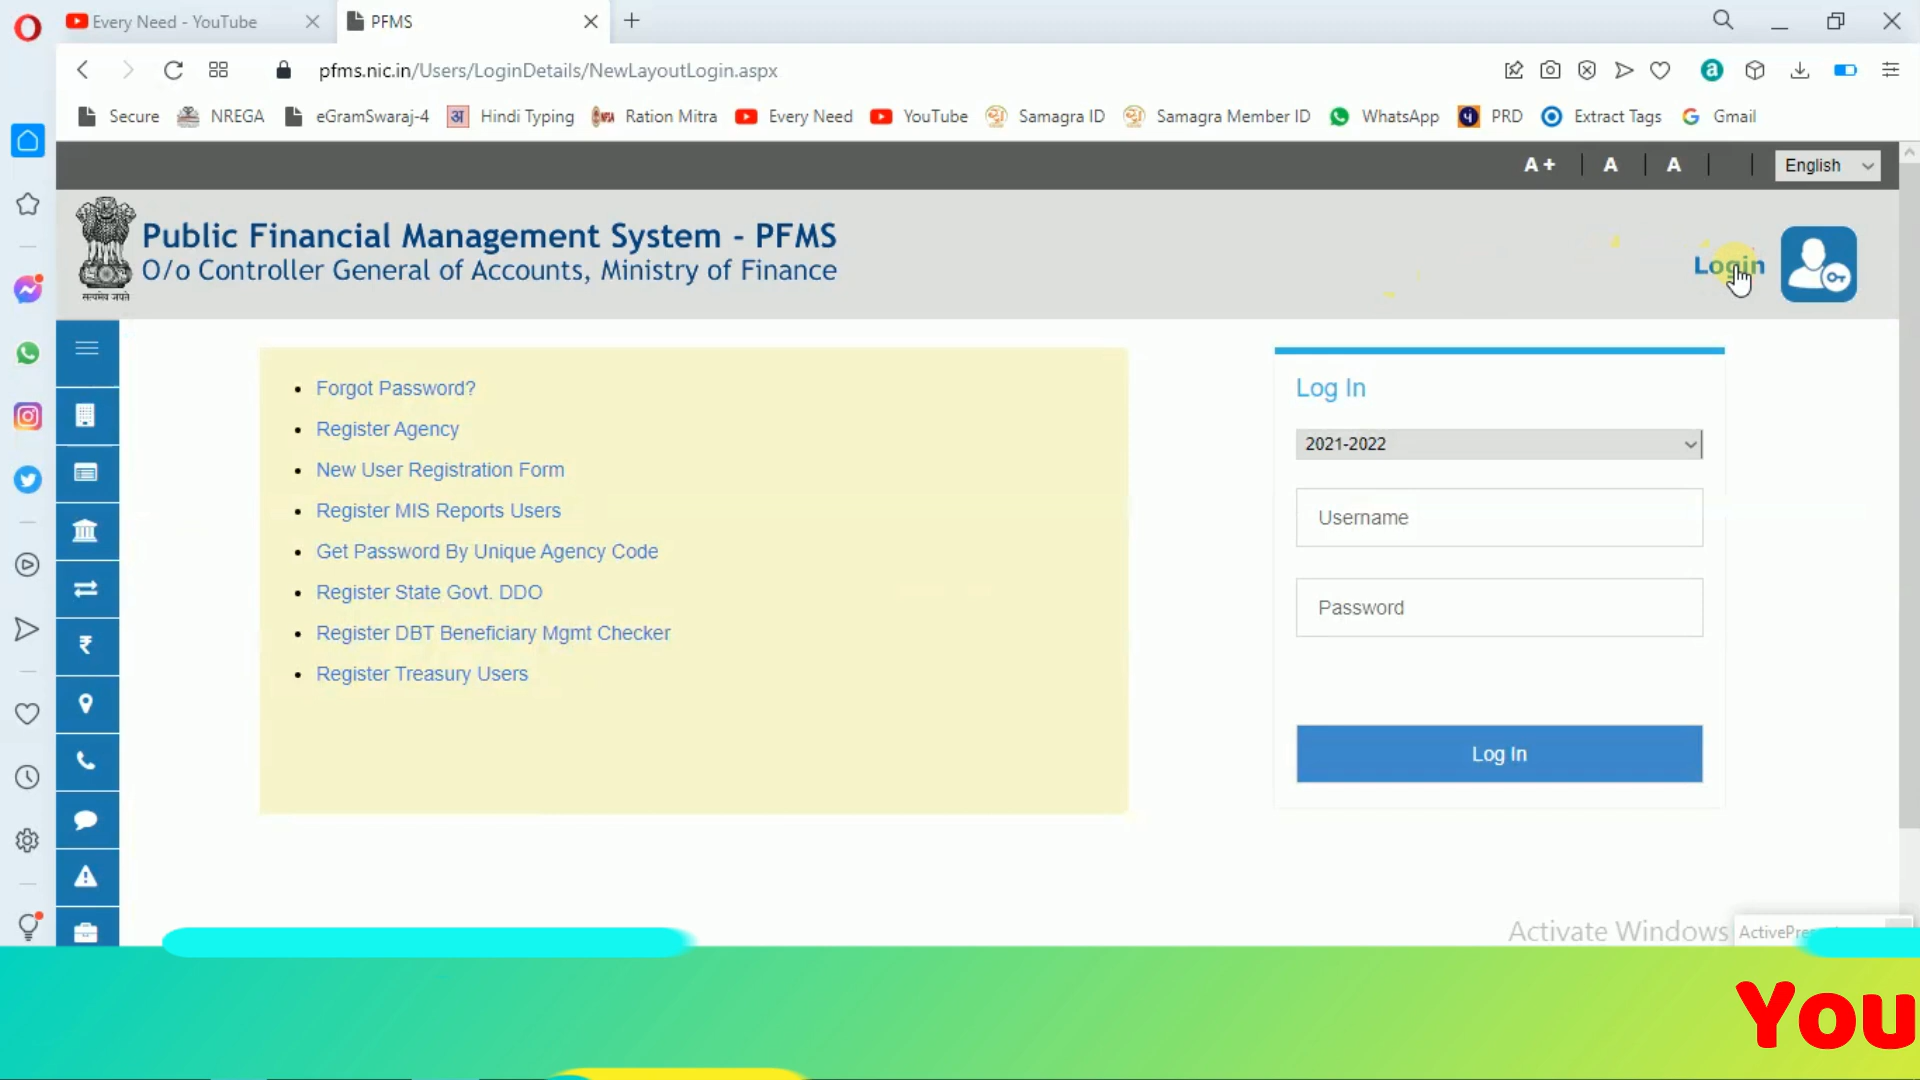 Every Need - YouTube
PFMS
pfms.nic.in/Users/LoginDetails/NewLayoutLogin.aspx
Secure NREGA eGramSwaraj-4 अ Hindi Typing Ration Mitra Every Need YouTube Samagra ID Samagra Member ID WhatsApp PRD Extract Tags Gmail
A+ A A English
Public Financial Management System - PFMS
O/o Controller General of Accounts, Ministry of Finance
सत्यमेव जयते
Login
Forgot Password?
Register Agency
New User Registration Form
Register MIS Reports Users
Get Password By Unique Agency Code
Register State Govt. DDO
Register DBT Beneficiary Mgmt Checker
Register Treasury Users
Log In
2021-2022
Username
Password
Log In
Activate Windows
You